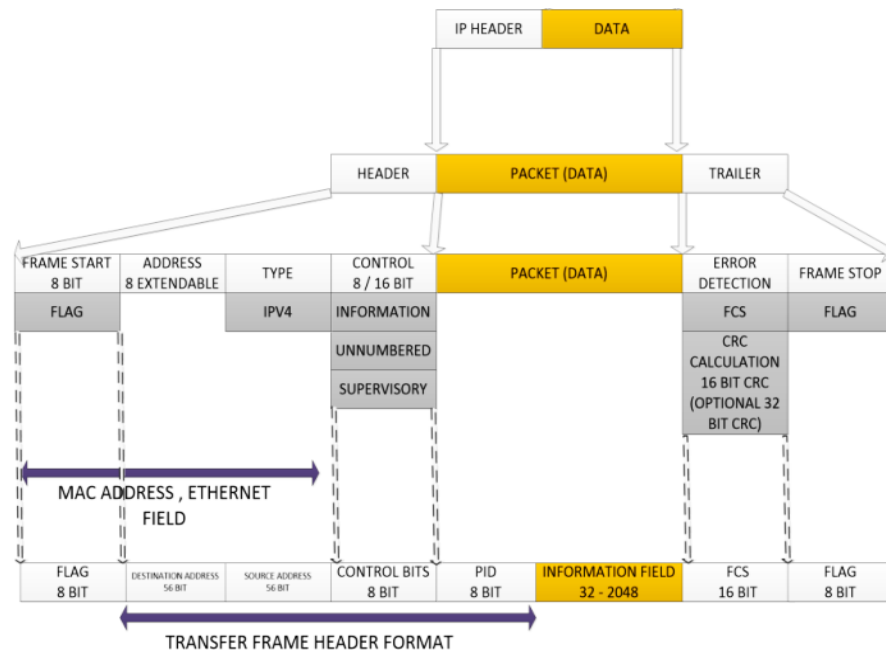 IP HEADER
DATA
HEADER
PACKET (DATA)
TRAILER
FRAME START
8 BIT
ADDRESS
8 EXTENDABLE
TYPE
CONTROL
8 / 16 BIT
PACKET (DATA)
ERROR
DETECTION
FRAME STOP
FLAG
IPV4
INFORMATION
FCS
FLAG
UNNUMBERED
SUPERVISORY
CRC
CALCULATION
16 BIT CRC
(OPTIONAL 32
BIT CRC)
MAC ADDRESS , ETHERNET
FIELD
FLAG
8 BIT
DESTINATION ADDRESS
56 BIT
SOURCE ADDRESS
56 BIT
CONTROL BITS
8 BIT
PID
8 BIT
INFORMATION FIELD
32 - 2048
FCS
16 BIT
FLAG
8 BIT
TRANSFER FRAME HEADER FORMAT